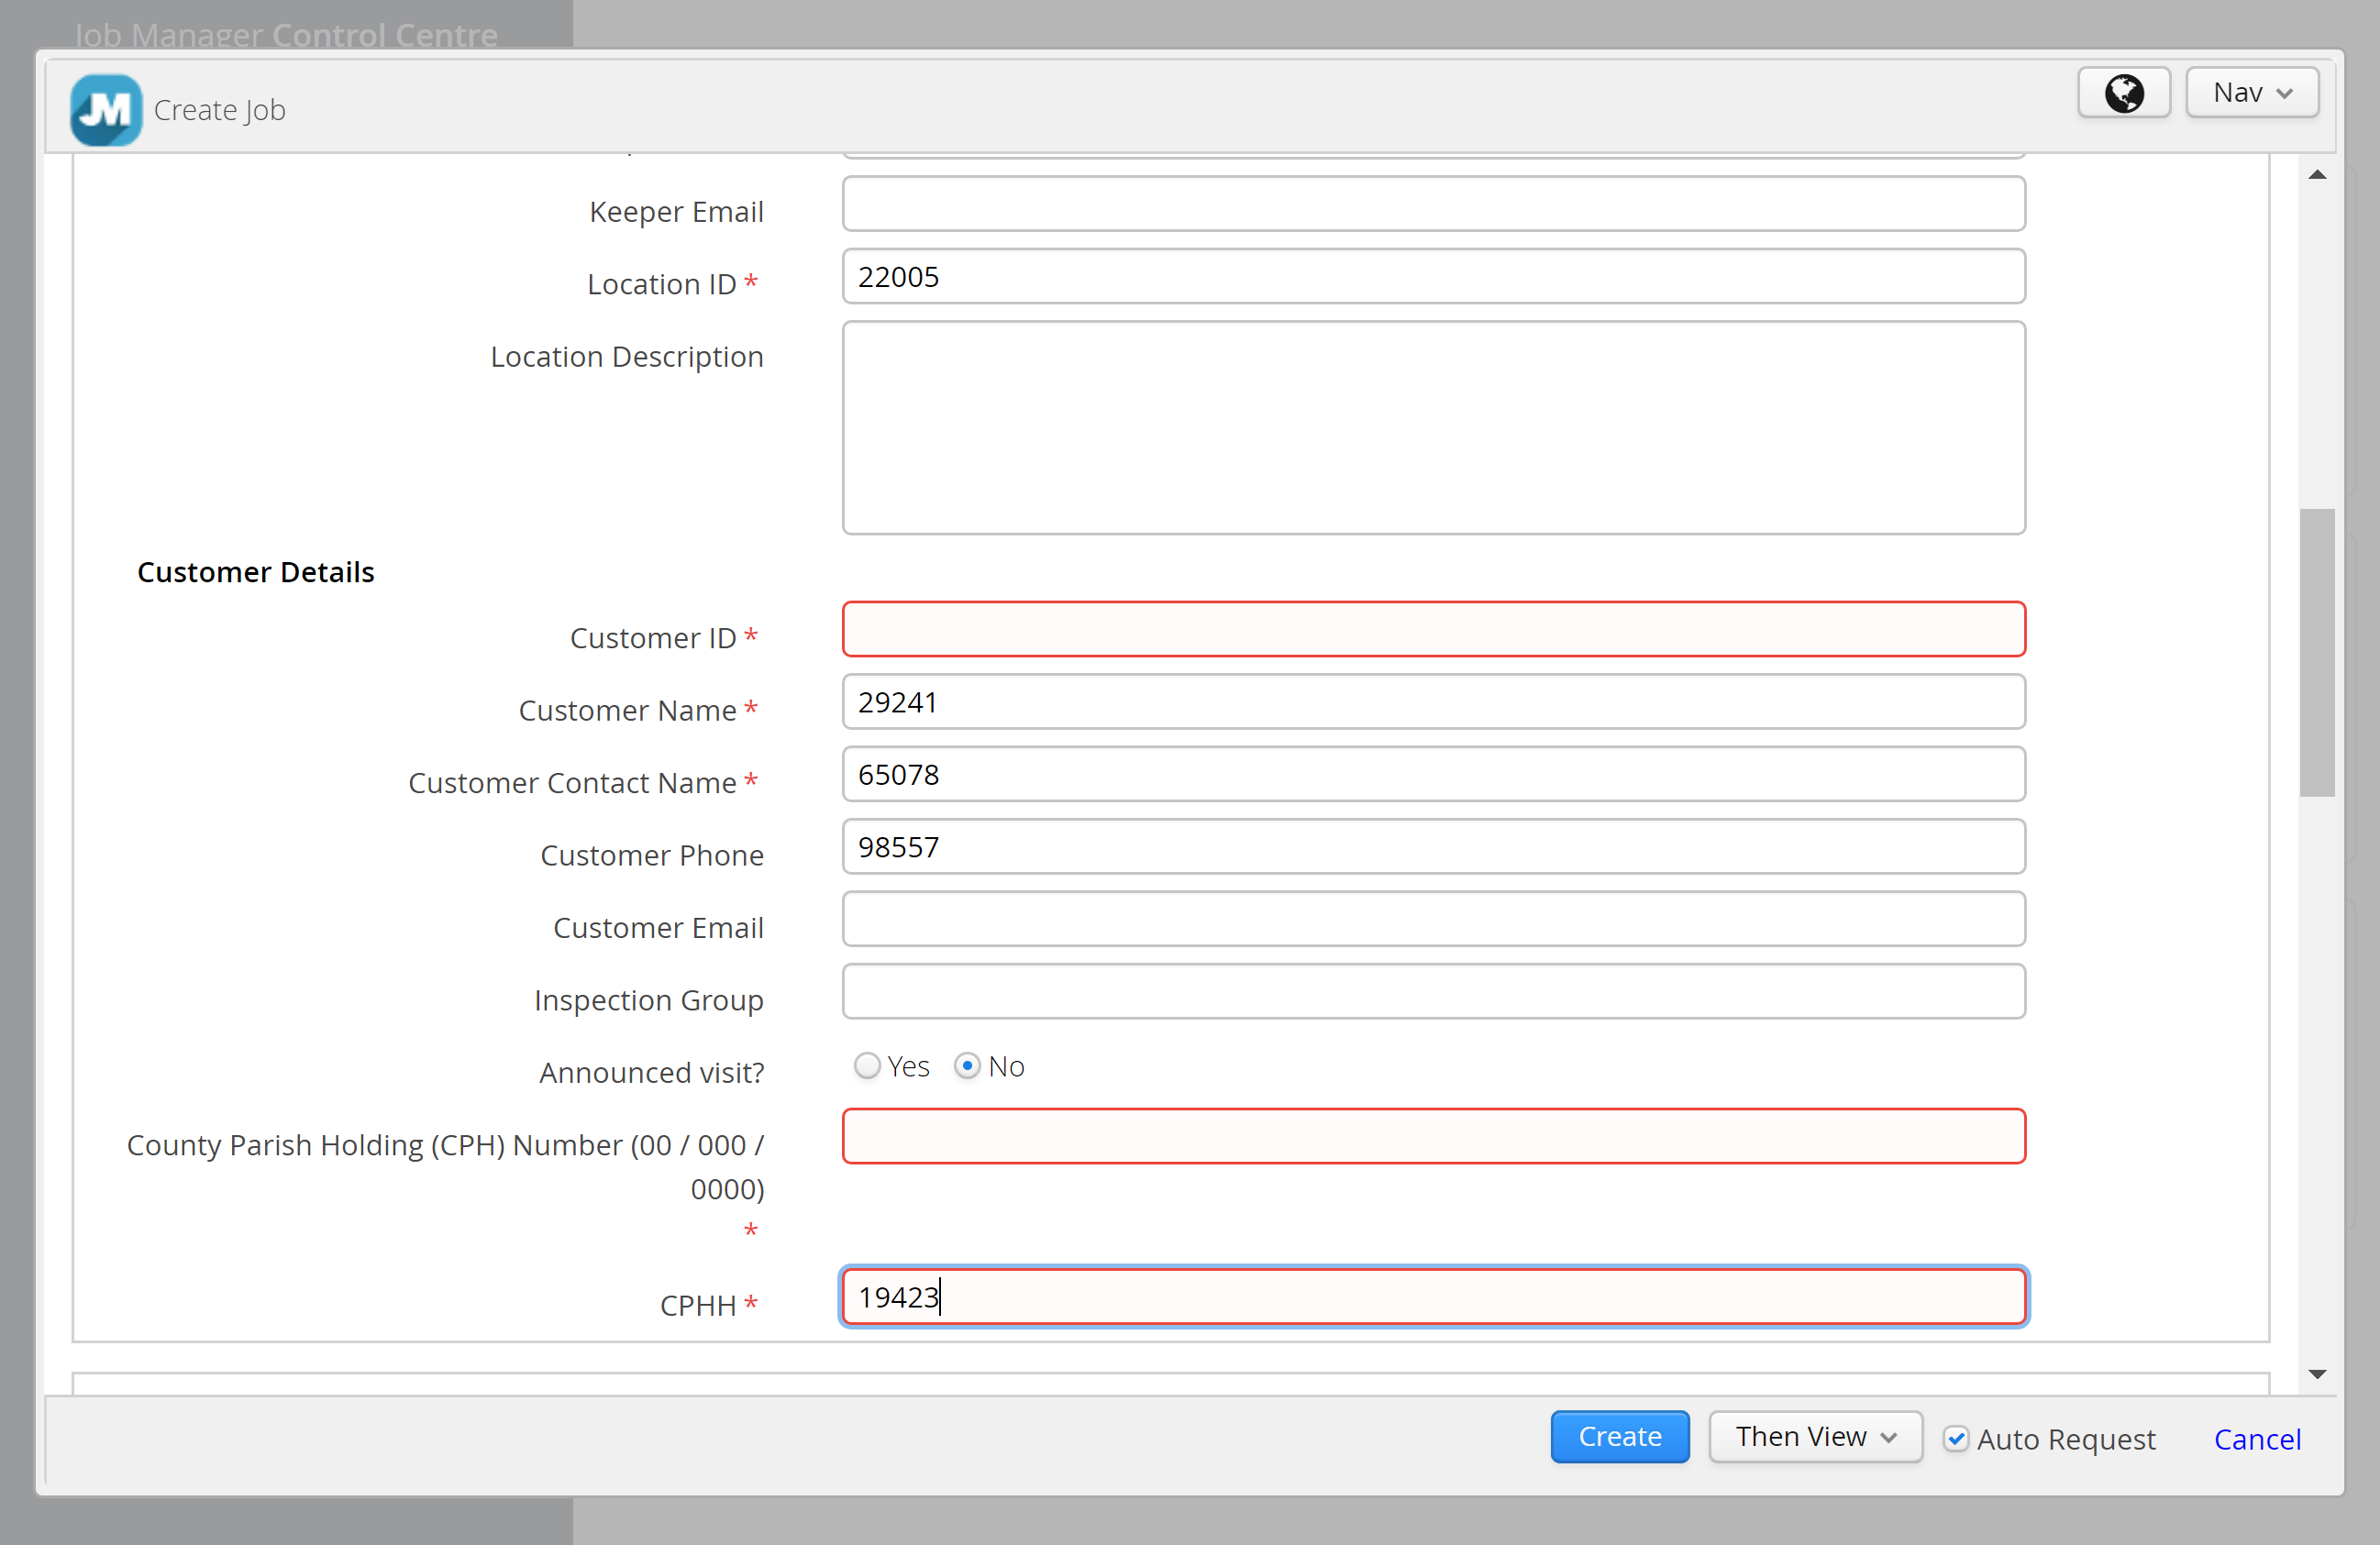 Job Manager Control Centre
JM Create Job
Nav
Keeper Email
Location ID * 22005
Location Description
Customer Details
Customer ID *
Customer Name * 29241
Customer Contact Name * 65078
Customer Phone 98557
Customer Email
Inspection Group
Announced visit? Yes No
County Parish Holding (CPH) Number (00 / 000 /
0000)
*
CPHH * 19423
Create Then View Auto Request Cancel